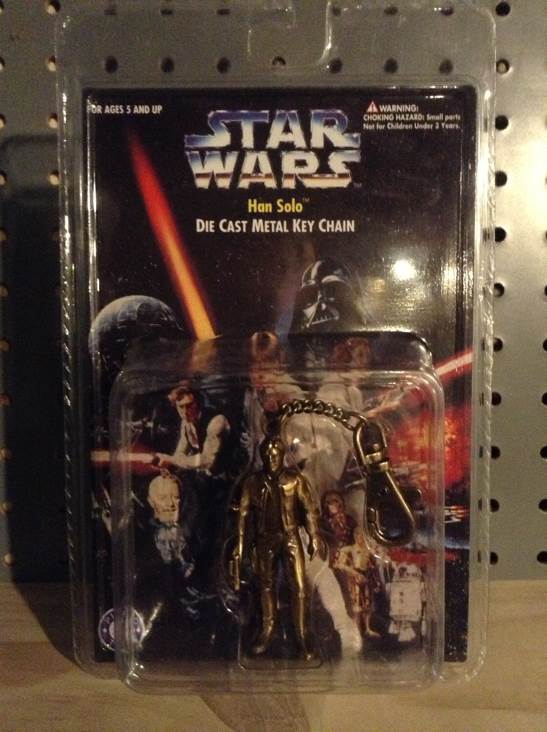 FOR AGES 5 AND UP
WARNING:
CHOKING HAZARD: Small parts
Not for Children Under 3 Years.
STAR
WARS™
Han Solo™
DIE CAST METAL KEY CHAIN